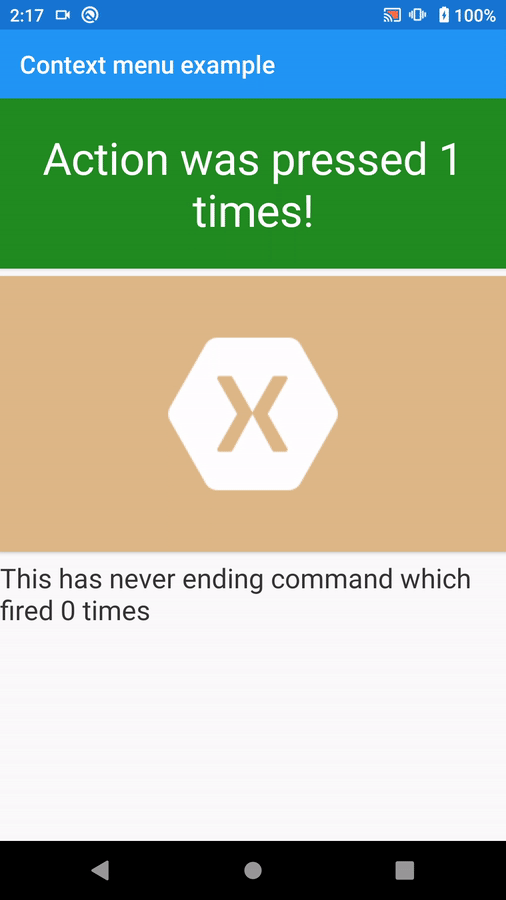 2:17 100%
Context menu example
Action was pressed 1
times!
This has never ending command which
fired 0 times